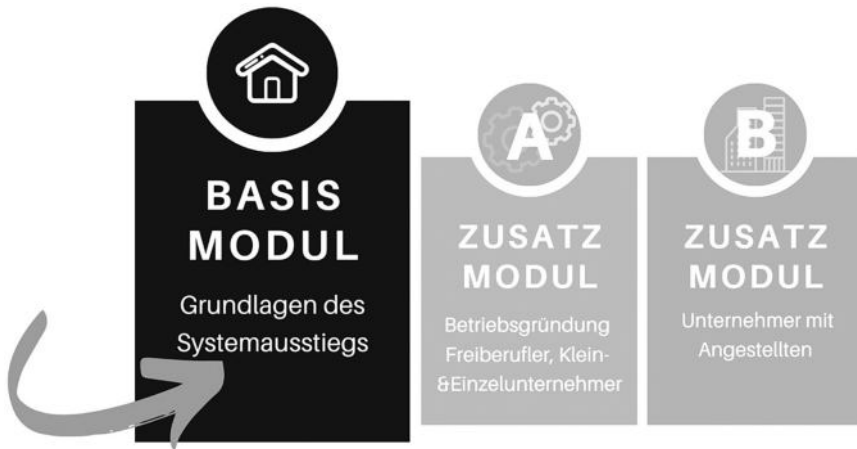 BASIS
MODUL
Grundlagen des
Systemausstiegs
A
ZUSATZ
MODUL
Betriebsgründung
Freiberufler, Klein-
&Einzelunternehmer
B
ZUSATZ
MODUL
Unternehmer mit
Angestellten